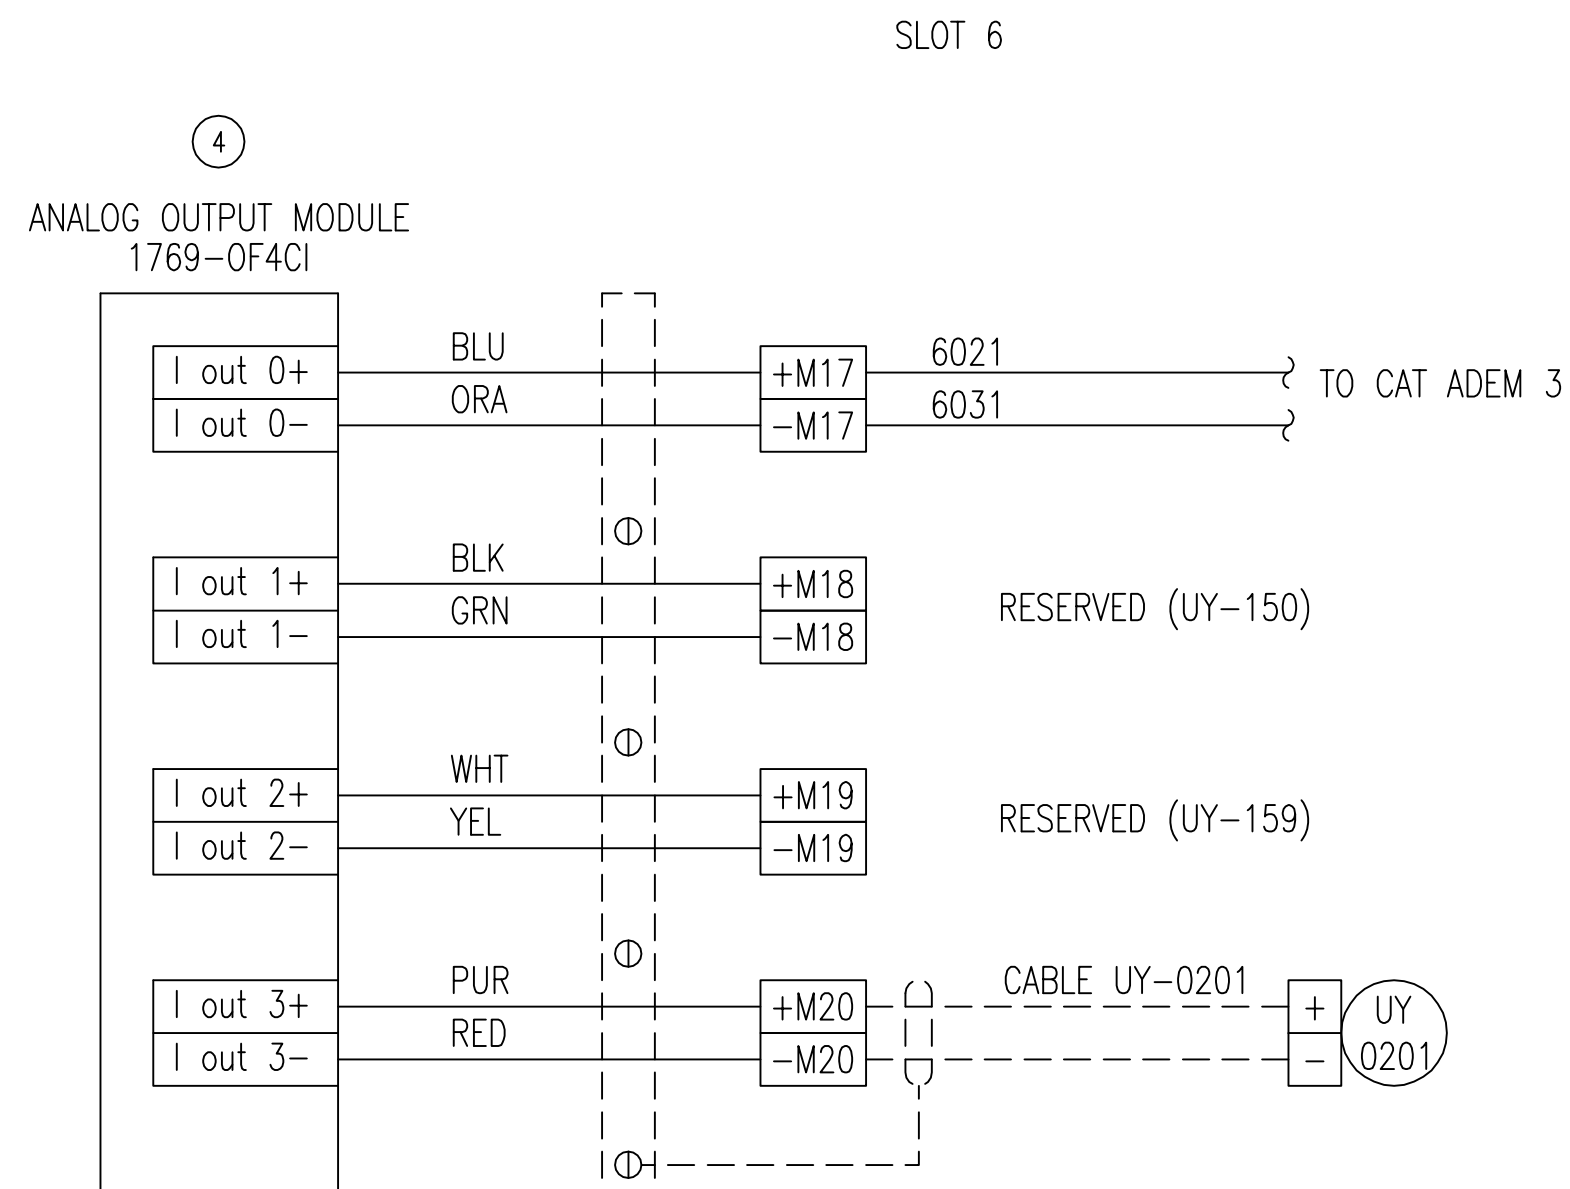 SLOT 6
4
ANALOG OUTPUT MODULE
1769-OF4CI
I out 0+ BLU +M17 6021
I out 0- ORA -M17 6031
TO CAT ADEM 3
I out 1+ BLK +M18
I out 1- GRN -M18
RESERVED (UY-150)
I out 2+ WHT +M19
I out 2- YEL -M19
RESERVED (UY-159)
I out 3+ PUR +M20 CABLE UY-0201 + UY
I out 3- RED -M20 - 0201